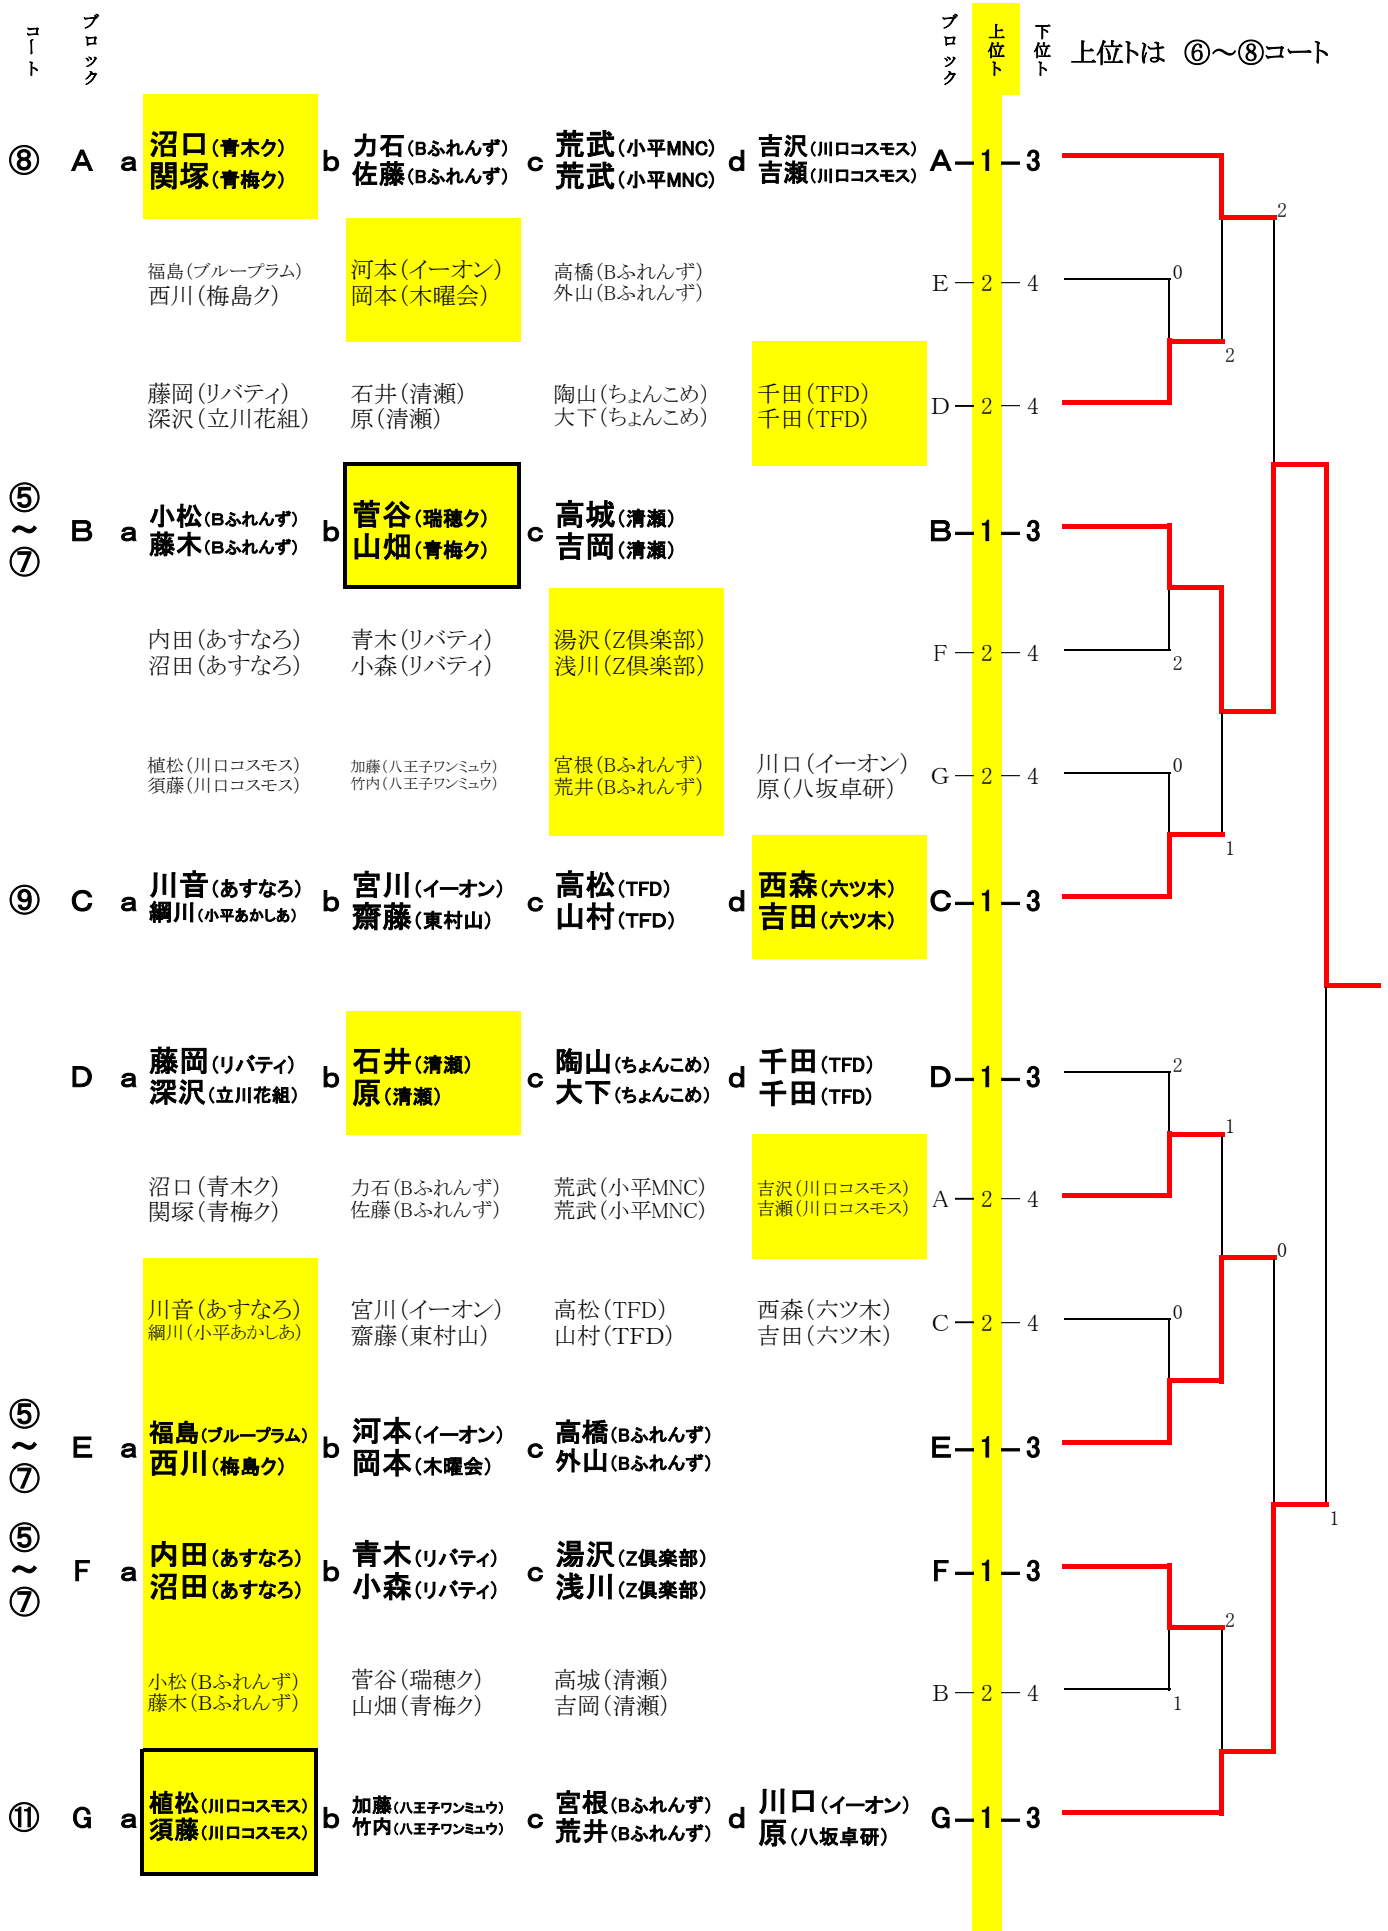 コート ブロック ブロック 上位ト 下位ト 上位トは ⑥～⑧コート
⑧ A a 沼口(青木ク) b 力石(Bふれんず) c 荒武(小平MNC) d 吉沢(川口コスモス) A 1 3
関塚(青梅ク) 佐藤(Bふれんず) 荒武(小平MNC) 吉瀬(川口コスモス)
2
福島(ブループラム) 河本(イーオン) 高橋(Bふれんず) E 2 4 0
西川(梅島ク) 岡本(木曜会) 外山(Bふれんず)
2
藤岡(リバティ) 石井(清瀬) 陶山(ちょんこめ) 千田(TFD) D 2 4
深沢(立川花組) 原(清瀬) 大下(ちょんこめ) 千田(TFD)
⑤～⑦ B a 小松(Bふれんず) b 菅谷(瑞穂ク) c 高城(清瀬) B 1 3
藤木(Bふれんず) 山畑(青梅ク) 吉岡(清瀬)
内田(あすなろ) 青木(リバティ) 湯沢(Z倶楽部) F 2 4
沼田(あすなろ) 小森(リバティ) 浅川(Z倶楽部) 2
植松(川口コスモス) 加藤(八王子ワンミュウ) 宮根(Bふれんず) 川口(イーオン) G 2 4 0
須藤(川口コスモス) 竹内(八王子ワンミュウ) 荒井(Bふれんず) 原(八坂卓研)
1
⑨ C a 川音(あすなろ) b 宮川(イーオン) c 高松(TFD) d 西森(六ツ木) C 1 3
綱川(小平あかしあ) 齋藤(東村山) 山村(TFD) 吉田(六ツ木)
D a 藤岡(リバティ) b 石井(清瀬) c 陶山(ちょんこめ) d 千田(TFD) D 1 3 2
深沢(立川花組) 原(清瀬) 大下(ちょんこめ) 千田(TFD)
1
沼口(青木ク) 力石(Bふれんず) 荒武(小平MNC) 吉沢(川口コスモス) A 2 4
関塚(青梅ク) 佐藤(Bふれんず) 荒武(小平MNC) 吉瀬(川口コスモス)
0
川音(あすなろ) 宮川(イーオン) 高松(TFD) 西森(六ツ木) C 2 4 0
綱川(小平あかしあ) 齋藤(東村山) 山村(TFD) 吉田(六ツ木)
⑤～⑦ E a 福島(ブループラム) b 河本(イーオン) c 高橋(Bふれんず) E 1 3
西川(梅島ク) 岡本(木曜会) 外山(Bふれんず)
1
⑤～⑦ F a 内田(あすなろ) b 青木(リバティ) c 湯沢(Z倶楽部) F 1 3
沼田(あすなろ) 小森(リバティ) 浅川(Z倶楽部)
2
小松(Bふれんず) 菅谷(瑞穂ク) 高城(清瀬) B 2 4
藤木(Bふれんず) 山畑(青梅ク) 吉岡(清瀬) 1
⑪ G a 植松(川口コスモス) b 加藤(八王子ワンミュウ) c 宮根(Bふれんず) d 川口(イーオン) G 1 3
須藤(川口コスモス) 竹内(八王子ワンミュウ) 荒井(Bふれんず) 原(八坂卓研)